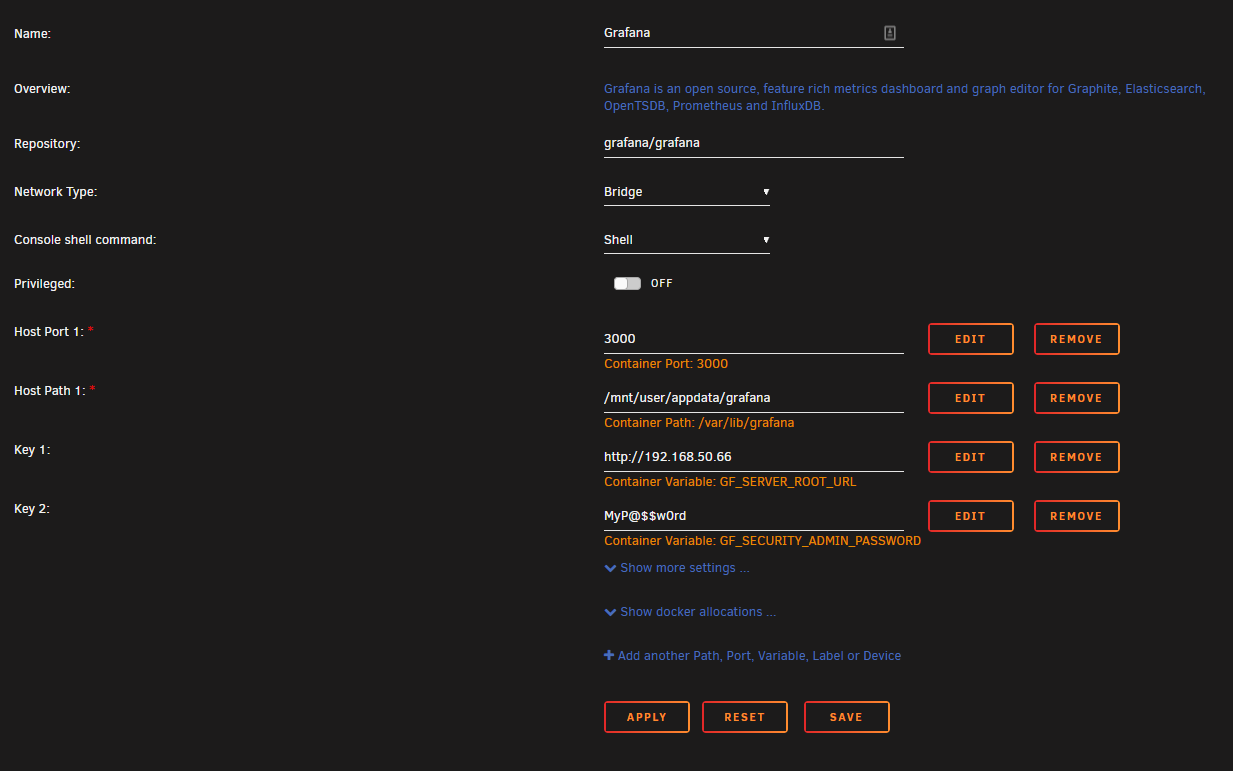 Name:
Grafana
Overview:
Grafana is an open source, feature rich metrics dashboard and graph editor for Graphite, Elasticsearch,
OpenTSDB, Prometheus and InfluxDB.
Repository:
grafana/grafana
Network Type:
Bridge
Console shell command:
Shell
Privileged:
OFF
Host Port 1: *
3000
EDIT
REMOVE
Container Port: 3000
Host Path 1: *
/mnt/user/appdata/grafana
EDIT
REMOVE
Container Path: /var/lib/grafana
Key 1:
http://192.168.50.66
EDIT
REMOVE
Container Variable: GF_SERVER_ROOT_URL
Key 2:
MyP@$$w0rd
EDIT
REMOVE
Container Variable: GF_SECURITY_ADMIN_PASSWORD
Show more settings ...
Show docker allocations ...
Add another Path, Port, Variable, Label or Device
APPLY
RESET
SAVE